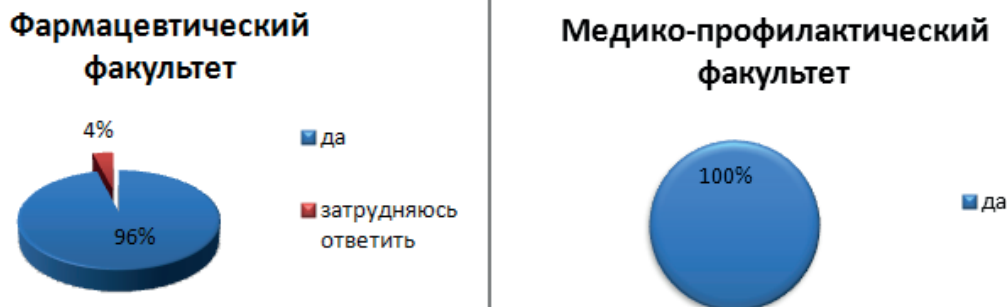 Фармацевтический
факультет
4%
96%
да
затрудняюсь
ответить
Медико-профилактический
факультет
100%
да